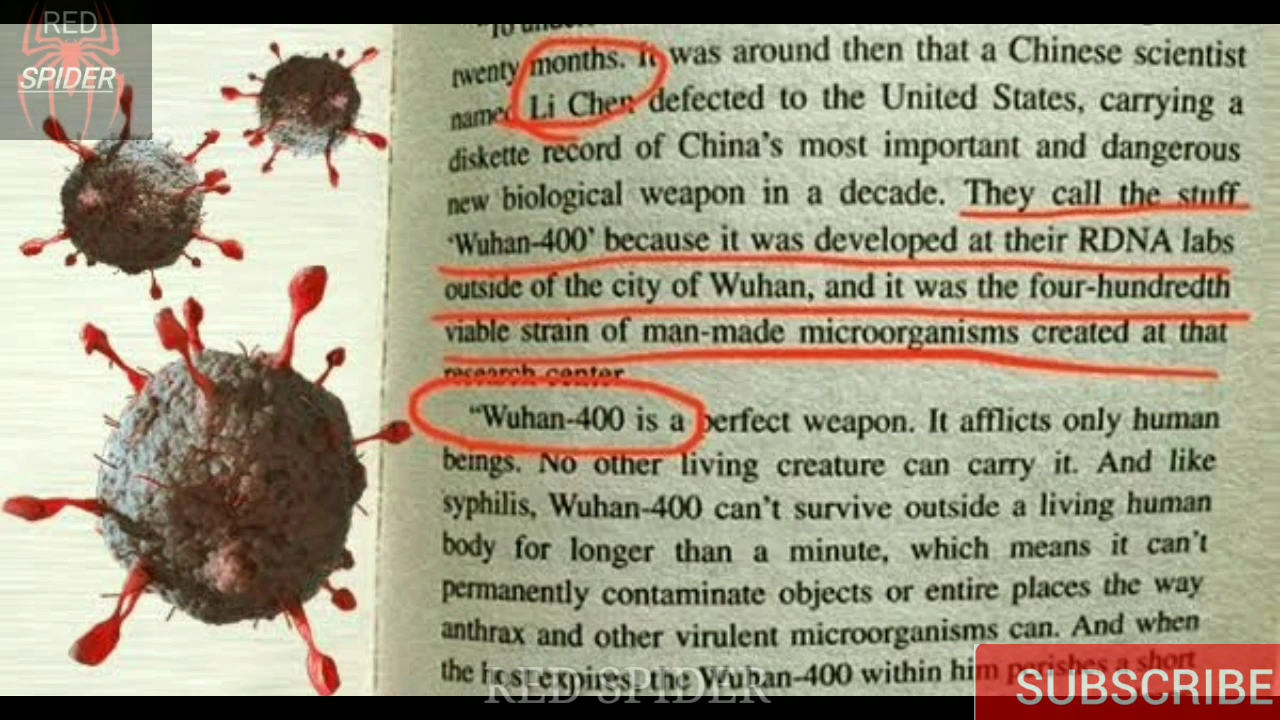 RED
SPIDER
twenty months. It was around then that a Chinese scientist
named Li Chen defected to the United States, carrying a
diskette record of China's most important and dangerous
new biological weapon in a decade. They call the stuff
'Wuhan-400' because it was developed at their RDNA labs
outside of the city of Wuhan, and it was the four-hundredth
viable strain of man-made microorganisms created at that
research center
"Wuhan-400 is a perfect weapon. It afflicts only human
beings. No other living creature can carry it. And like
syphilis, Wuhan-400 can't survive outside a living human
body for longer than a minute, which means it can't
permanently contaminate objects or entire places the way
anthrax and other virulent microorganisms can. And when
the host expires, the Wuhan-400 within him perishes a short
RED SPIDER
SUBSCRIBE